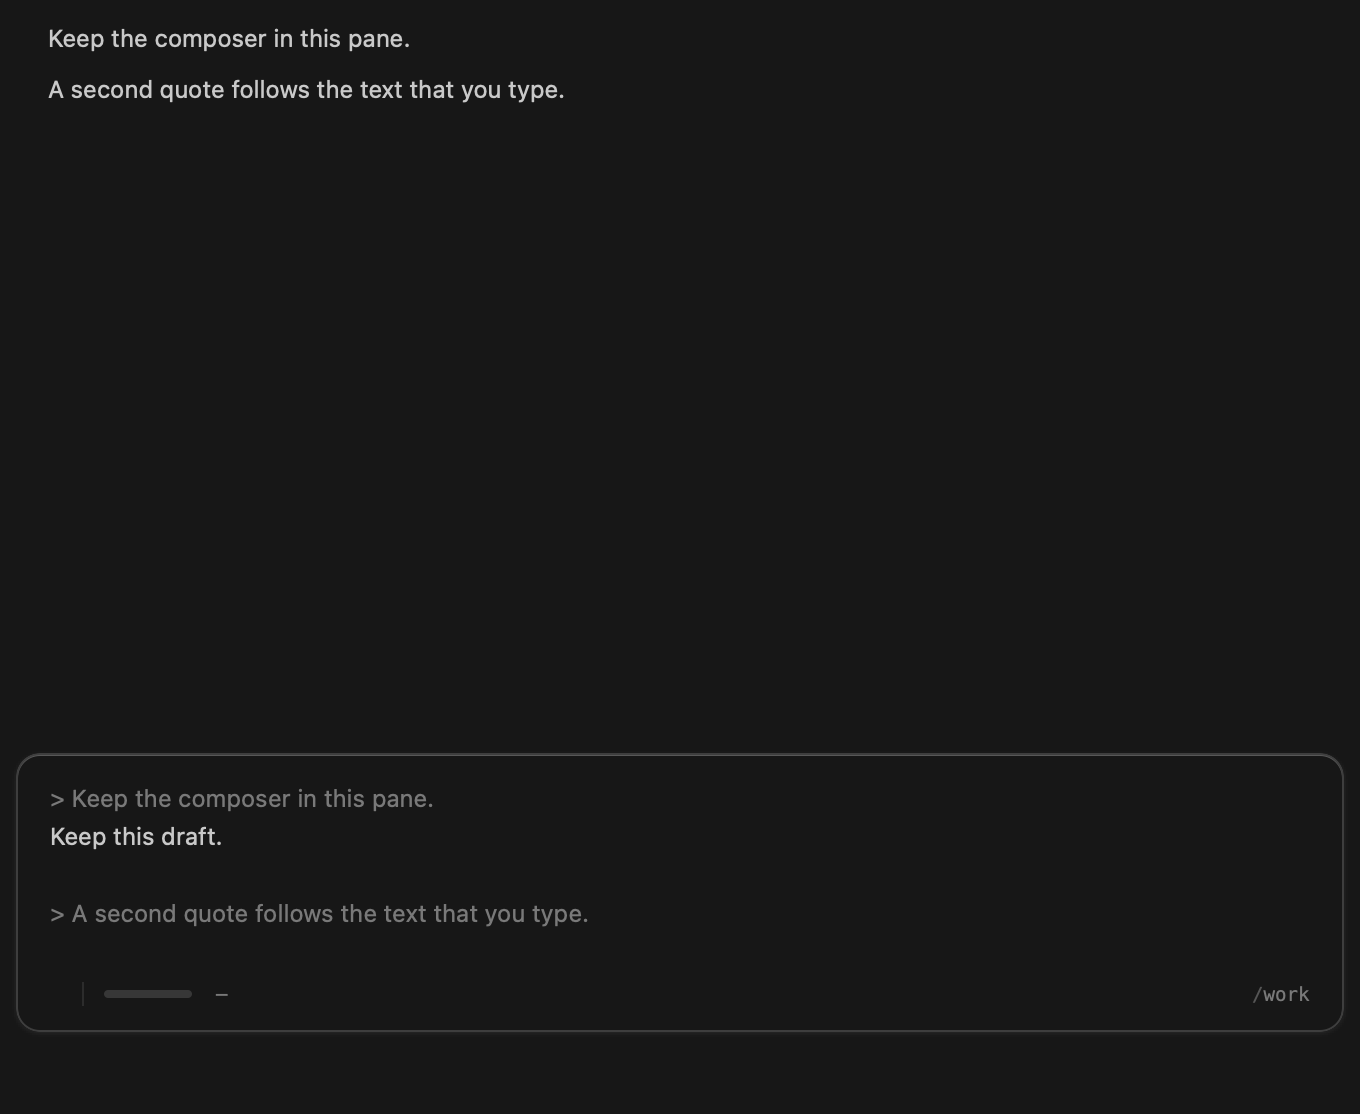 Keep the composer in this pane.
A second quote follows the text that you type.
> Keep the composer in this pane.
Keep this draft.
> A second quote follows the text that you type.
– /work